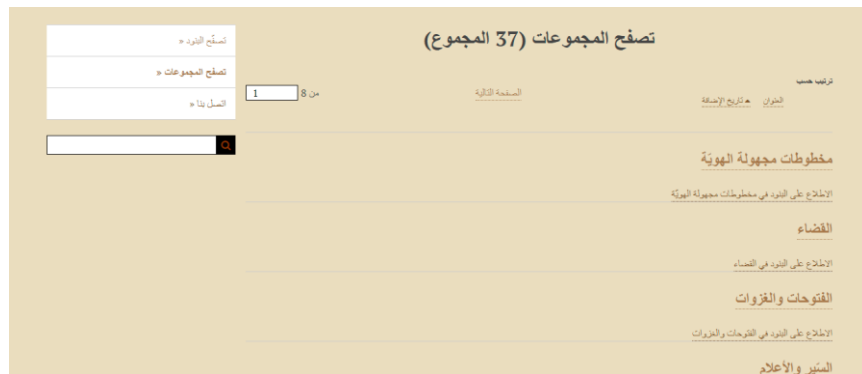 تصفح المجموعات (37 المجموع)
ترتيب حسب
العنوان
تاريخ الإضافة
الصفحة التالية
1 من 8
مخطوطات مجهولة الهويّة
الاطلاع على البنود في مخطوطات مجهولة الهويّة
القضاء
الاطلاع على البنود في القضاء
الفتوحات والغزوات
الاطلاع على البنود في الفتوحات والغزوات
السّير والأعلام
تصفّح البنود »
تصفح المجموعات »
اتصل بنا »